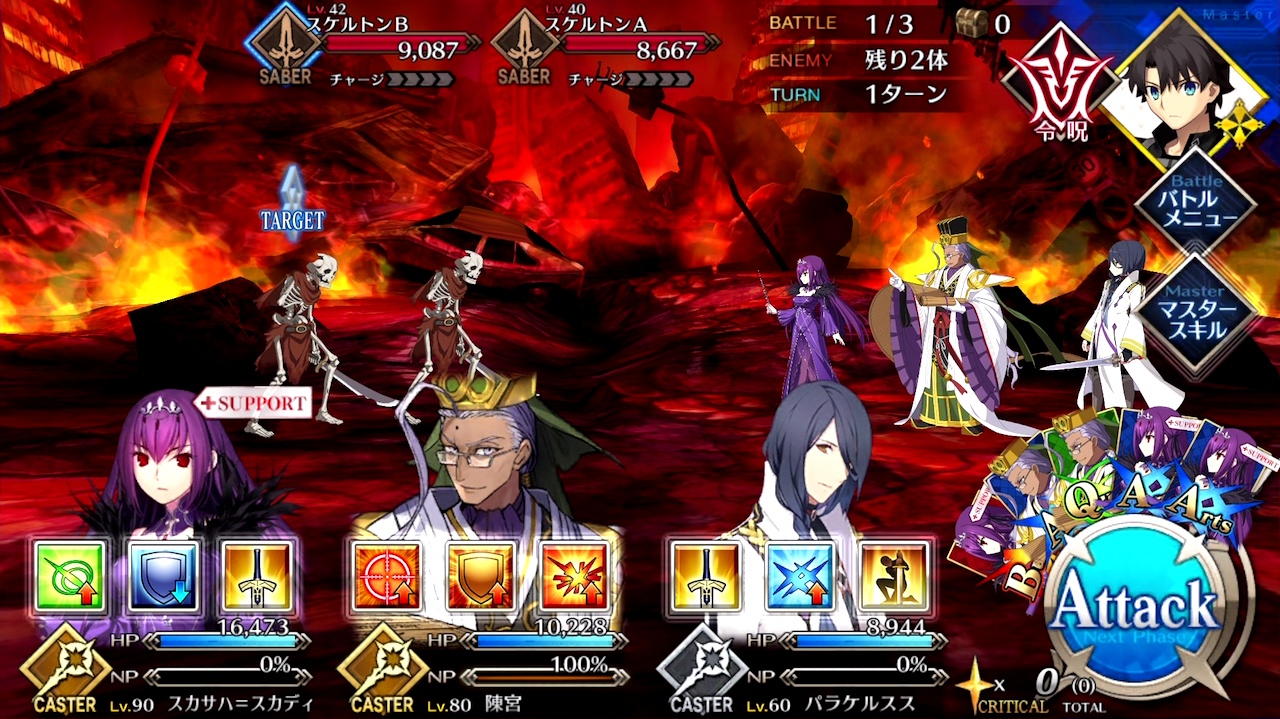 Lv.42
スケルトンB
9,087
SABER
チャージ
Lv.40
スケルトンA
8,667
SABER
チャージ
BATTLE 1/3
0
ENEMY 残り2体
TURN 1ターン
Master
令呪
Battle
バトル
メニュー
Master
マスター
スキル
TARGET
+SUPPORT
+SUPPORT
+SUPPORT
+SUPPORT
B A Q A Arts
Attack
Next Phase
HP 16,473
NP 0%
CASTER Lv.90 スカサハ=スカディ
HP 10,228
NP 100%
CASTER Lv.80 陳宮
HP 8,944
NP 0%
CASTER Lv.60 パラケルスス
x 0 (0)
CRITICAL TOTAL